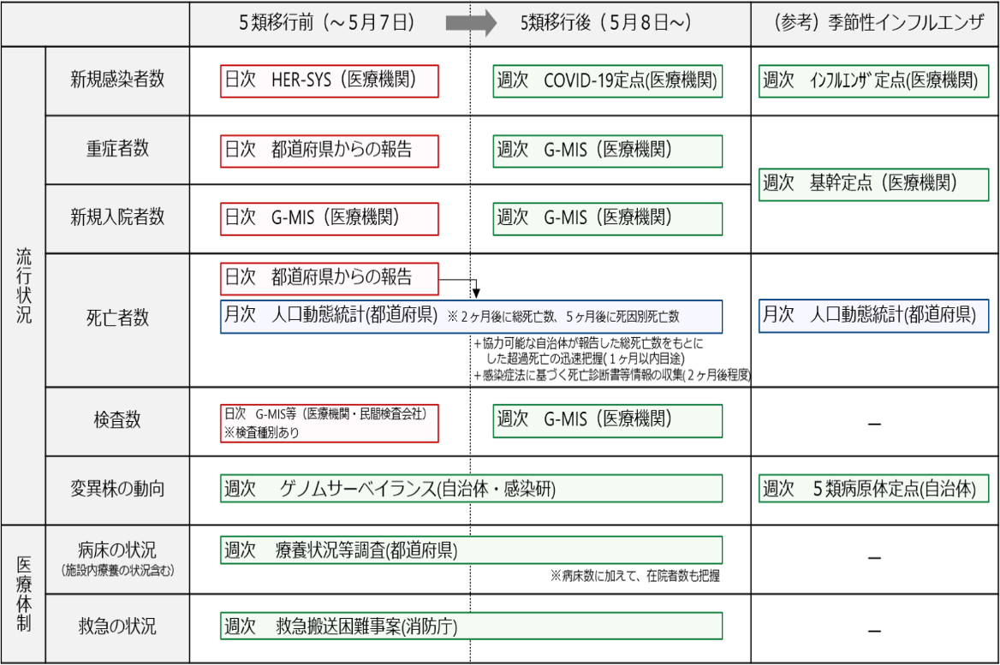 ５類移行前（～５月７日）
5類移行後（５月８日～）
（参考）季節性インフルエンザ
流行状況
新規感染者数
日次 HER-SYS（医療機関）
週次 COVID-19定点(医療機関)
週次 ｲﾝﾌﾙｴﾝｻﾞ定点(医療機関)
重症者数
日次 都道府県からの報告
週次 G-MIS（医療機関）
週次 基幹定点（医療機関）
新規入院者数
日次 G-MIS（医療機関）
週次 G-MIS（医療機関）
死亡者数
日次 都道府県からの報告
月次 人口動態統計(都道府県) ※２ヶ月後に総死亡数、５ヶ月後に死因別死亡数
＋協力可能な自治体が報告した総死亡数をもとに
した超過死亡の迅速把握(１ヶ月以内目途)
＋感染症法に基づく死亡診断書等情報の収集(２ヶ月後程度)
月次 人口動態統計(都道府県)
検査数
日次 G-MIS等（医療機関・民間検査会社）
※検査種別あり
週次 G-MIS（医療機関）
－
変異株の動向
週次 ゲノムサーベイランス(自治体・感染研)
週次 ５類病原体定点(自治体)
医療体制
病床の状況
（施設内療養の状況含む）
週次 療養状況等調査(都道府県)
※病床数に加えて、在院者数も把握
－
救急の状況
週次 救急搬送困難事案(消防庁)
－